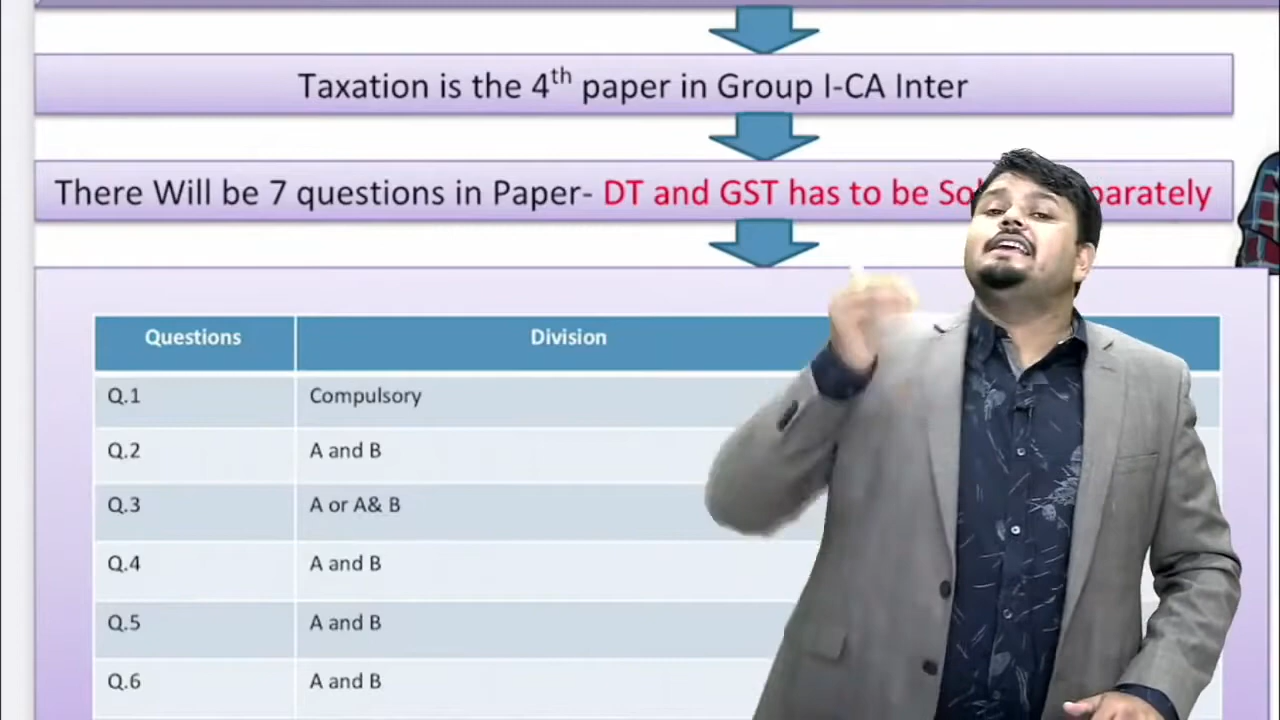 Taxation is the 4th paper in Group I-CA Inter
There Will be 7 questions in Paper- DT and GST has to be
Questions Division
Q.1 Compulsory
Q.2 A and B
Q.3 A or A& B
Q.4 A and B
Q.5 A and B
Q.6 A and B